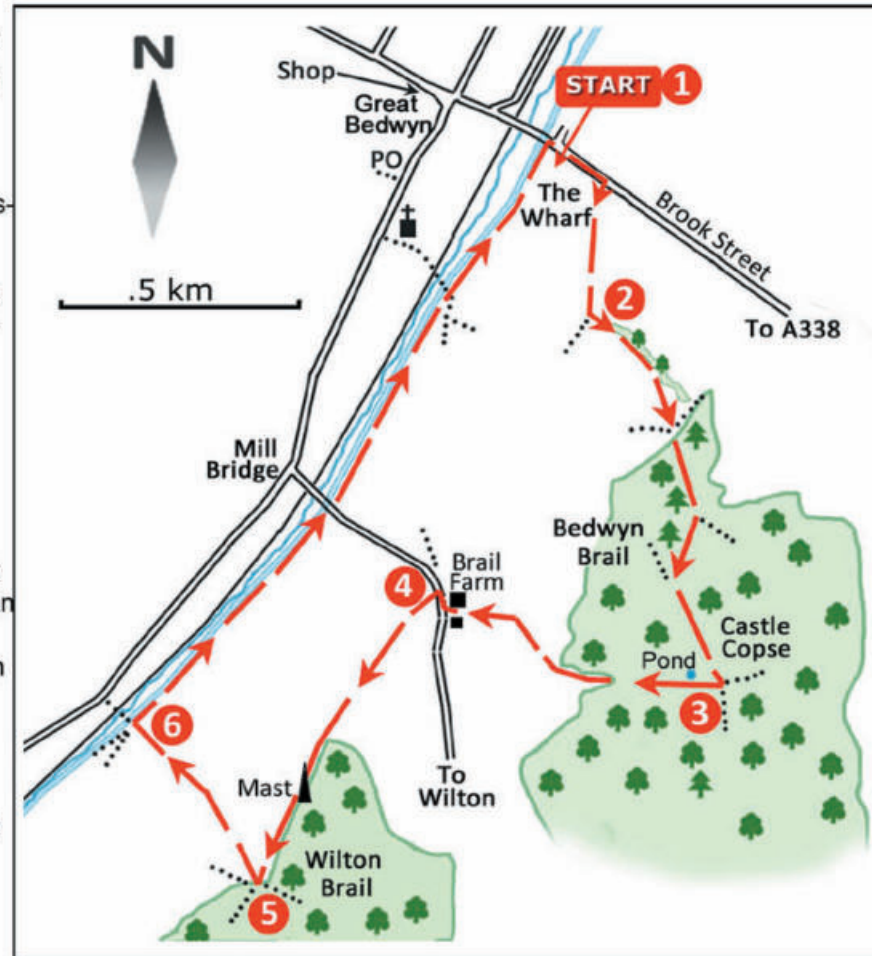 N
Shop
Great
Bedwyn
START 1
PO
The
Wharf
Brook Street
.5 km
2
To A338
Mill
Bridge
Bedwyn
Brail
4
Brail
Farm
Castle
Copse
Pond
3
6
Mast
To
Wilton
Wilton
Brail
5